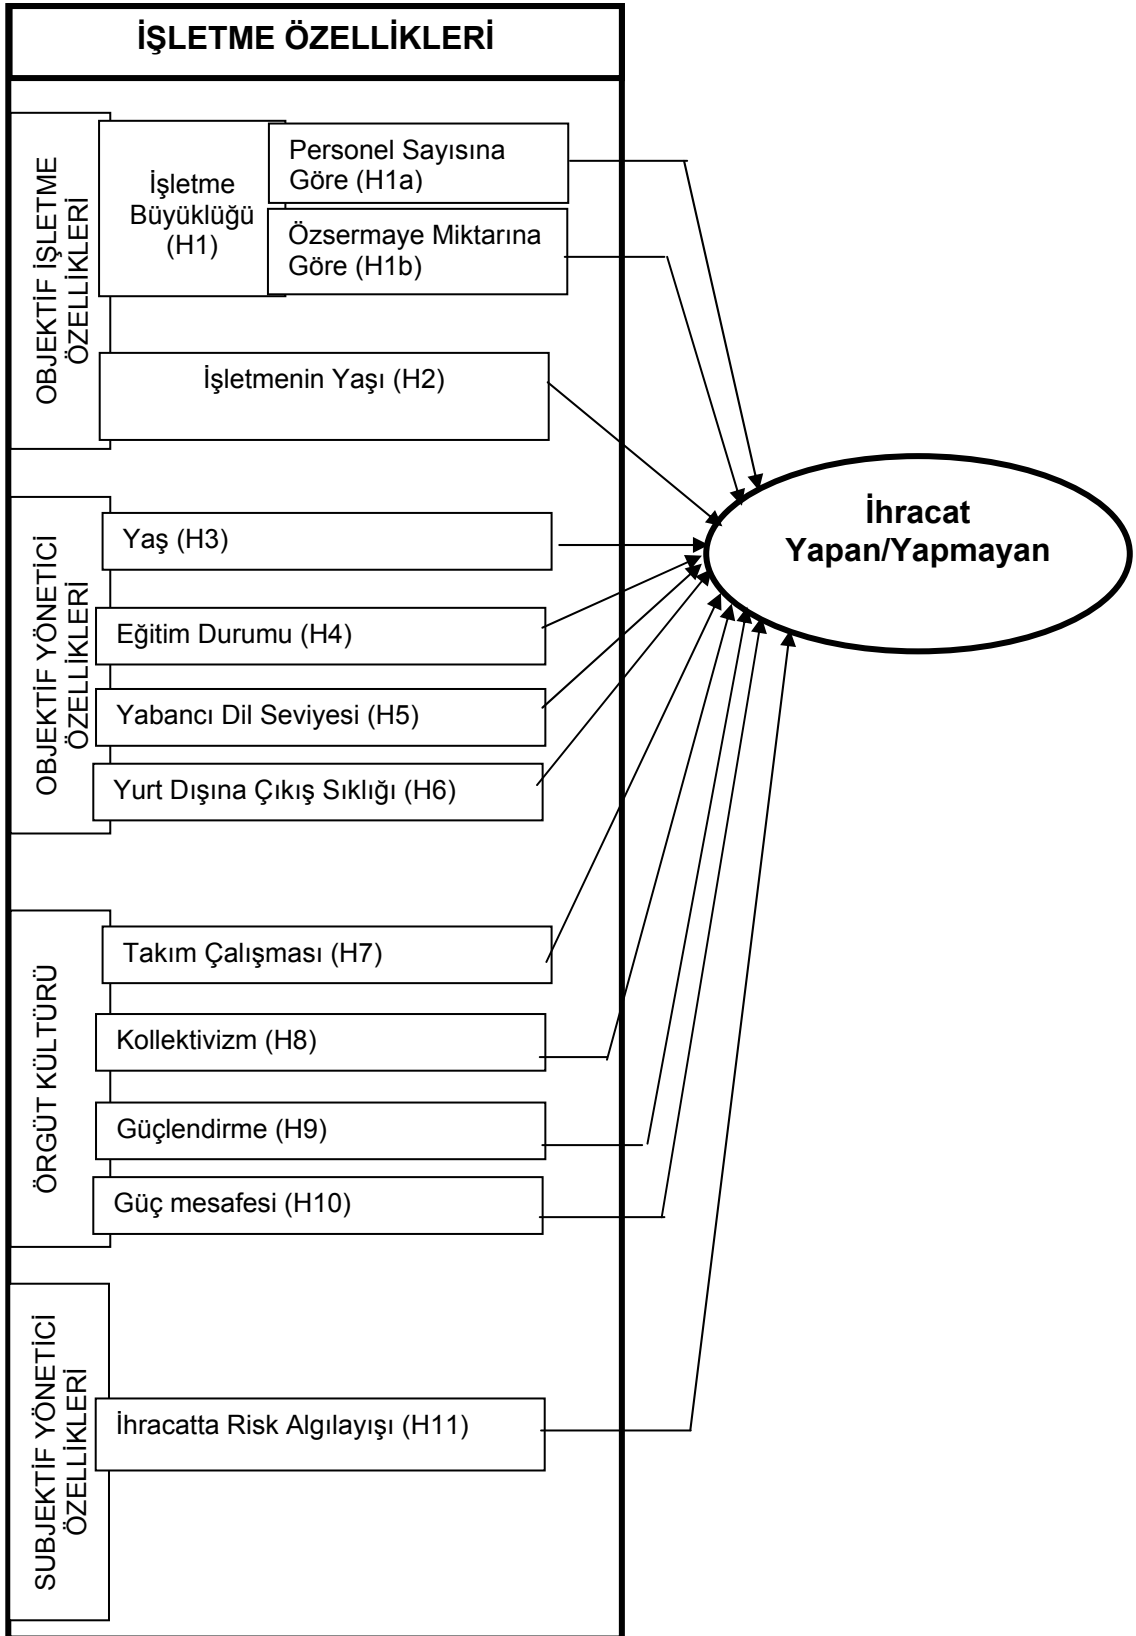 İŞLETME ÖZELLİKLERİ
OBJEKTİF İŞLETME
ÖZELLİKLERİ
İşletme
Büyüklüğü
(H1)
Personel Sayısına
Göre (H1a)
Özsermaye Miktarına
Göre (H1b)
İşletmenin Yaşı (H2)
OBJEKTİF YÖNETİCİ
ÖZELLİKLERİ
Yaş (H3)
Eğitim Durumu (H4)
Yabancı Dil Seviyesi (H5)
Yurt Dışına Çıkış Sıklığı (H6)
ÖRGÜT KÜLTÜRÜ
Takım Çalışması (H7)
Kollektivizm (H8)
Güçlendirme (H9)
Güç mesafesi (H10)
SUBJEKTİF YÖNETİCİ
ÖZELLİKLERİ
İhracatta Risk Algılayışı (H11)
İhracat
Yapan/Yapmayan